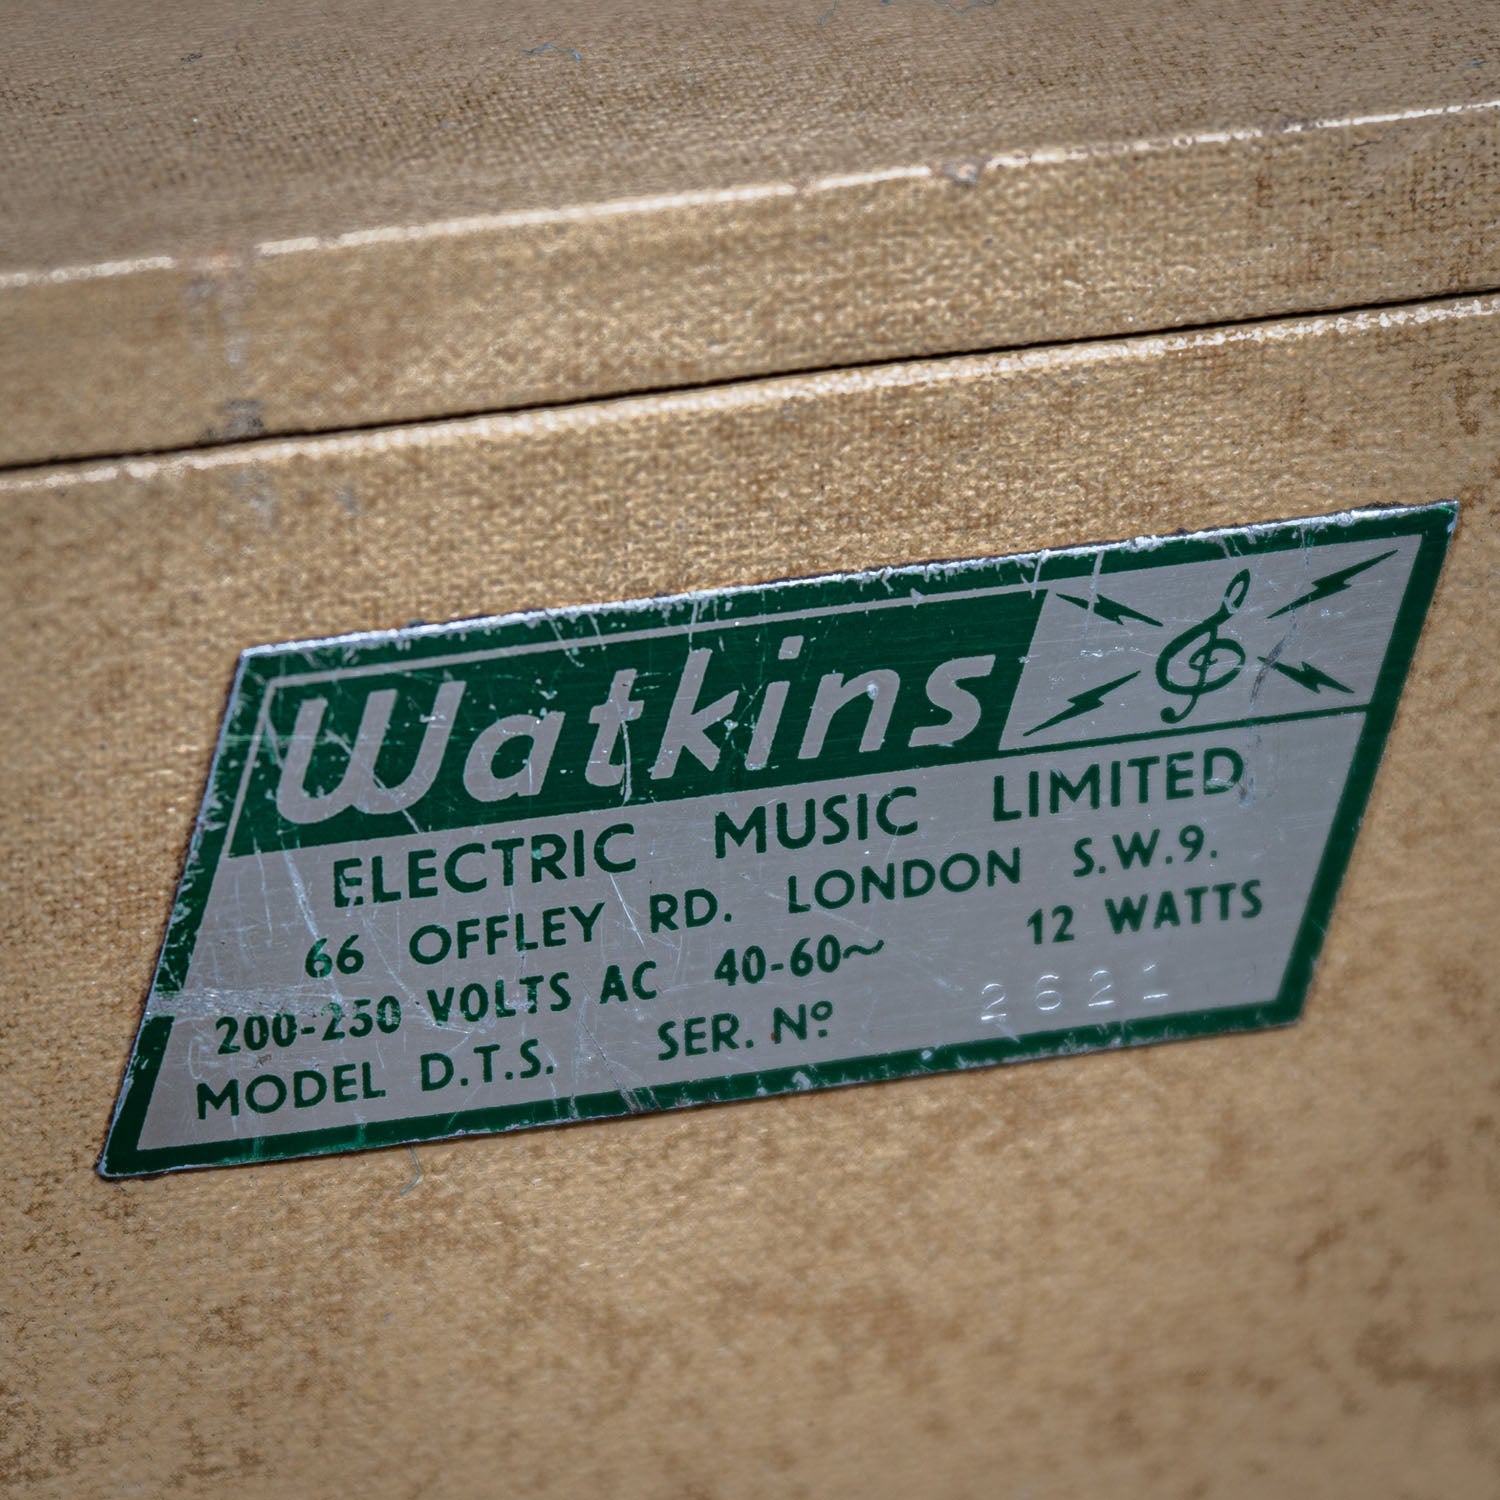 Watkins
ELECTRIC MUSIC LIMITED
66 OFFLEY RD. LONDON S.W.9.
200-250 VOLTS AC 40-60~ 12 WATTS
MODEL D.T.S. SER. Nº 2621